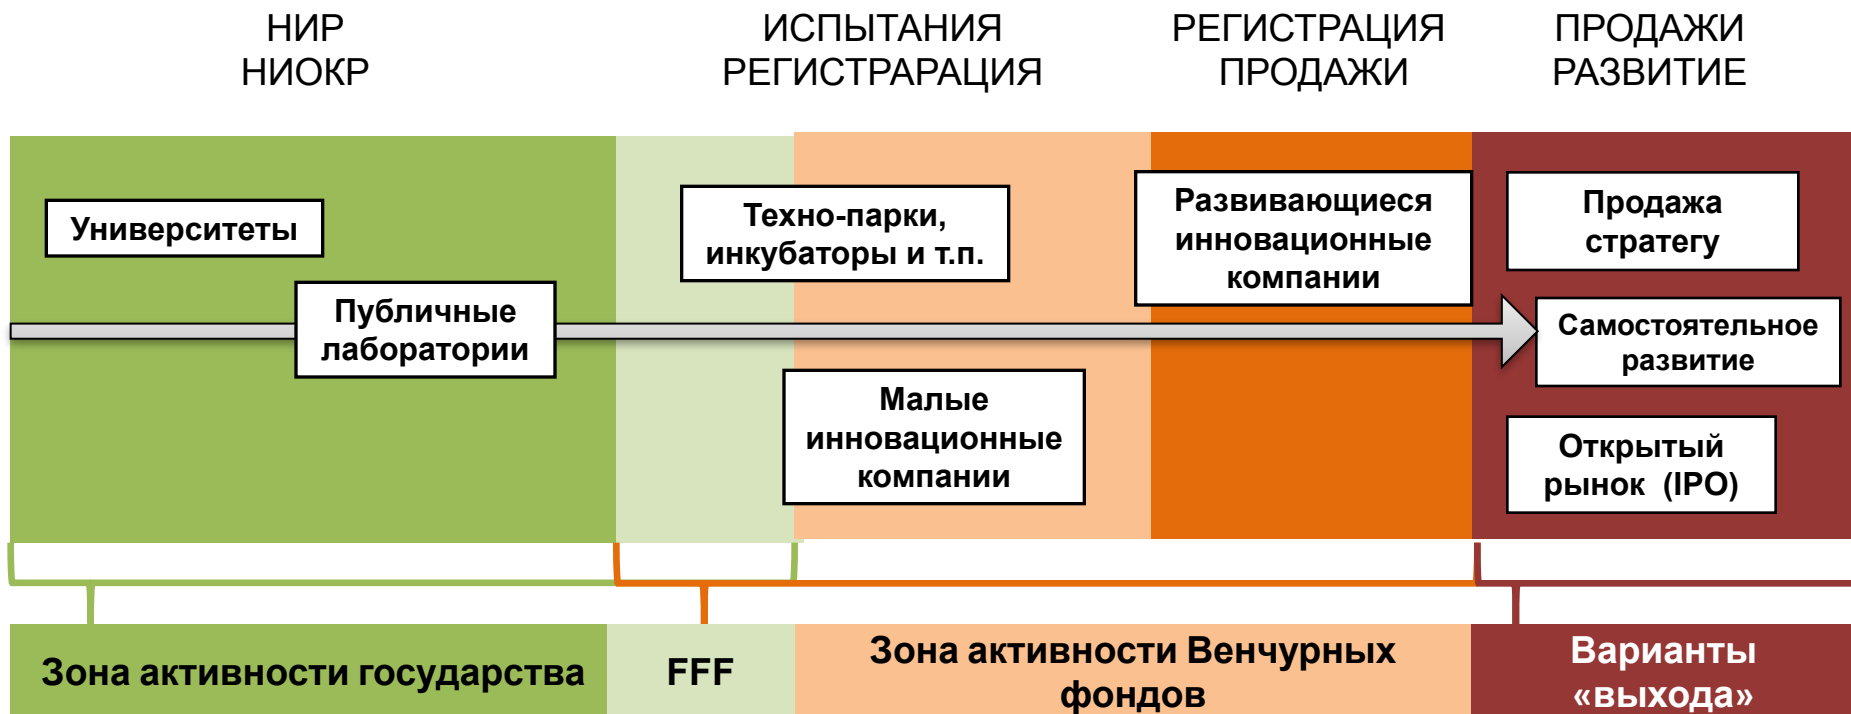 НИР
НИОКР
ИСПЫТАНИЯ
РЕГИСТРАРАЦИЯ
РЕГИСТРАЦИЯ
ПРОДАЖИ
ПРОДАЖИ
РАЗВИТИЕ
Университеты
Публичные
лаборатории
Техно-парки,
инкубаторы и т.п.
Малые
инновационные
компании
Развивающиеся
инновационные
компании
Продажа
стратегу
Самостоятельное
развитие
Открытый
рынок (IPO)
Зона активности государства
FFF
Зона активности Венчурных
фондов
Варианты
«выхода»